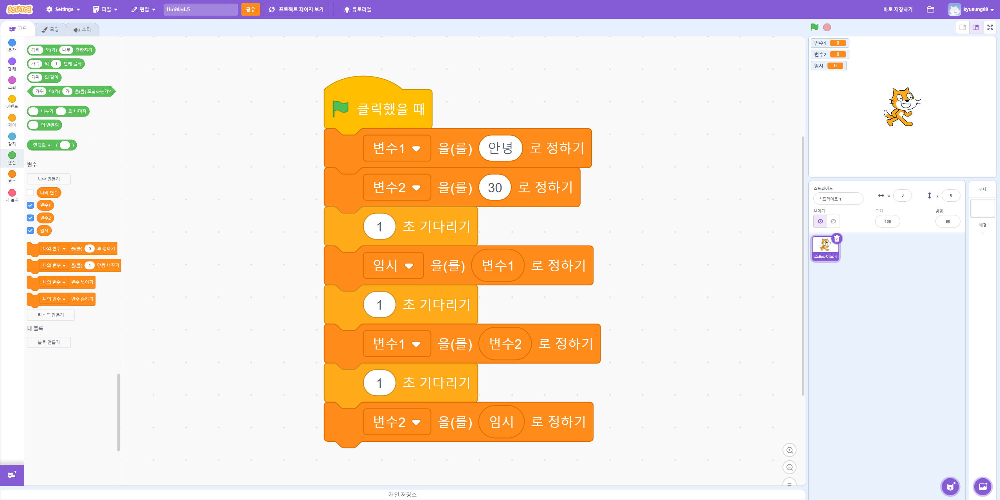 SCRATCH Settings 파일 편집 Untitled-5 공유 프로젝트 페이지 보기 튜토리얼 바로 저장하기 kyusung88
코드 모양 소리
동작
형태
소리
이벤트
제어
감지
연산
변수
내 블록
가위 와(과) 나무 결합하기
가위 의 1 번째 글자
가위 의 길이
가위 이(가) 가 을(를) 포함하는가?
나누기 의 나머지
의 반올림
절댓값 ( )
변수
변수 만들기
나의 변수
변수1
변수2
임시
나의 변수 을(를) 0 로 정하기
나의 변수 을(를) 1 만큼 바꾸기
나의 변수 변수 보이기
나의 변수 변수 숨기기
리스트 만들기
내 블록
블록 만들기
클릭했을 때
변수1 을(를) 안녕 로 정하기
변수2 을(를) 30 로 정하기
1 초 기다리기
임시 을(를) 변수1 로 정하기
1 초 기다리기
변수1 을(를) 변수2 로 정하기
1 초 기다리기
변수2 을(를) 임시 로 정하기
개인 저장소
변수1 0
변수2 0
임시 0
스프라이트
스프라이트 1 x 0 y 0
보이기 크기 방향
100 90
스프라이트 1
무대
배경
1